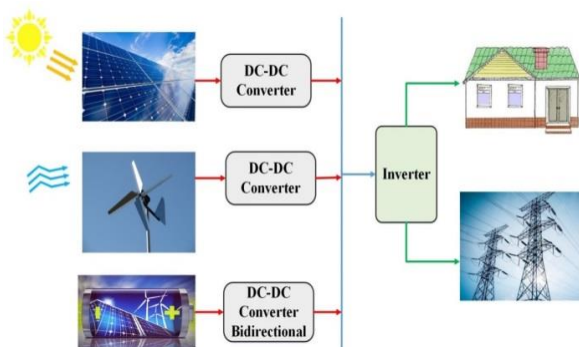 DC-DC
Converter
DC-DC
Converter
Inverter
DC-DC
Converter
Bidirectional